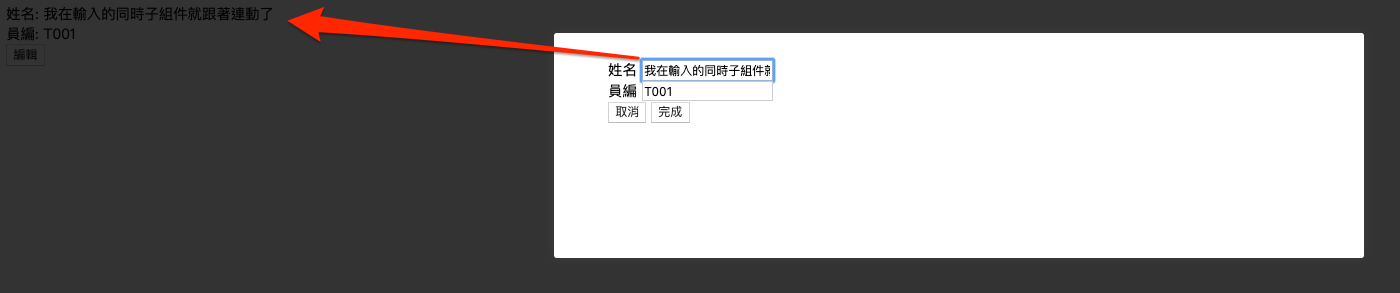 姓名: 我在輸入的同時子組件就跟著連動了
員編: T001
編輯
姓名 我在輸入的同時子組件
員編 T001
取消 完成